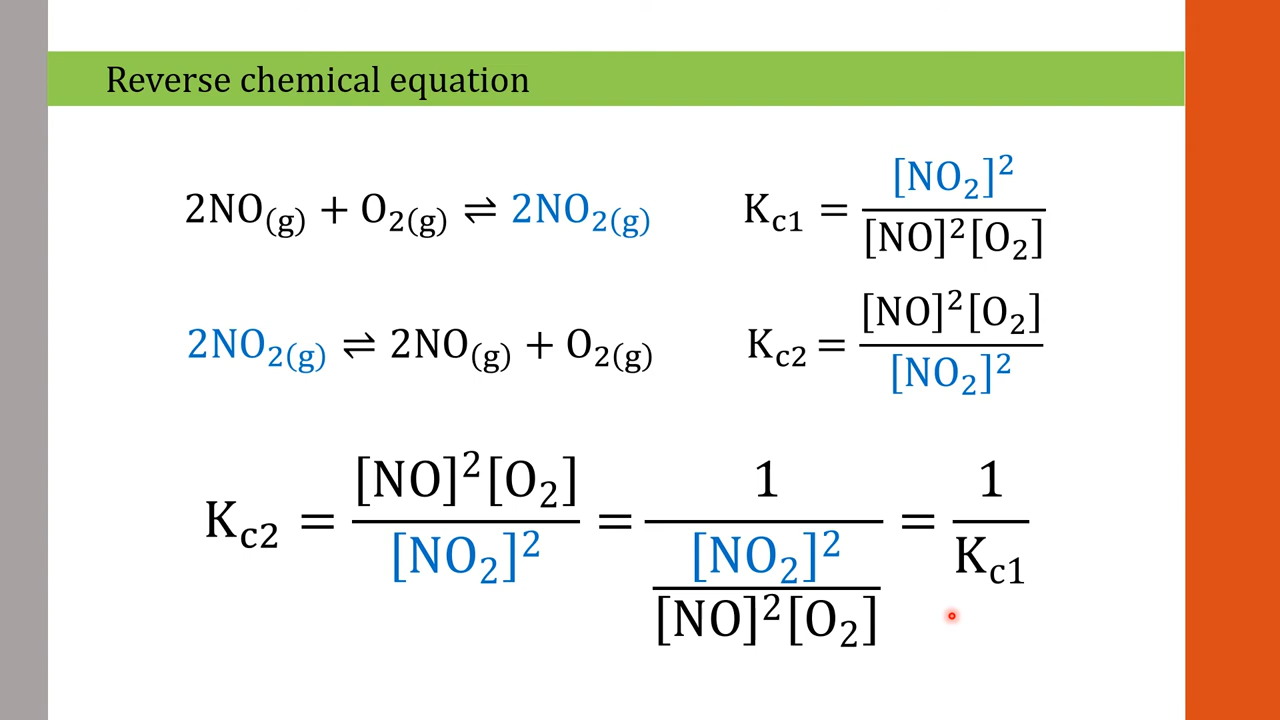 Reverse chemical equation
2NO(g) + O₂(g) ⇌ 2NO₂(g)    Kc1 = [NO₂]² / [NO]²[O₂]
2NO₂(g) ⇌ 2NO(g) + O₂(g)    Kc2 = [NO]²[O₂] / [NO₂]²
Kc2 = [NO]²[O₂] / [NO₂]² = 1 / ([NO₂]² / [NO]²[O₂]) = 1 / Kc1